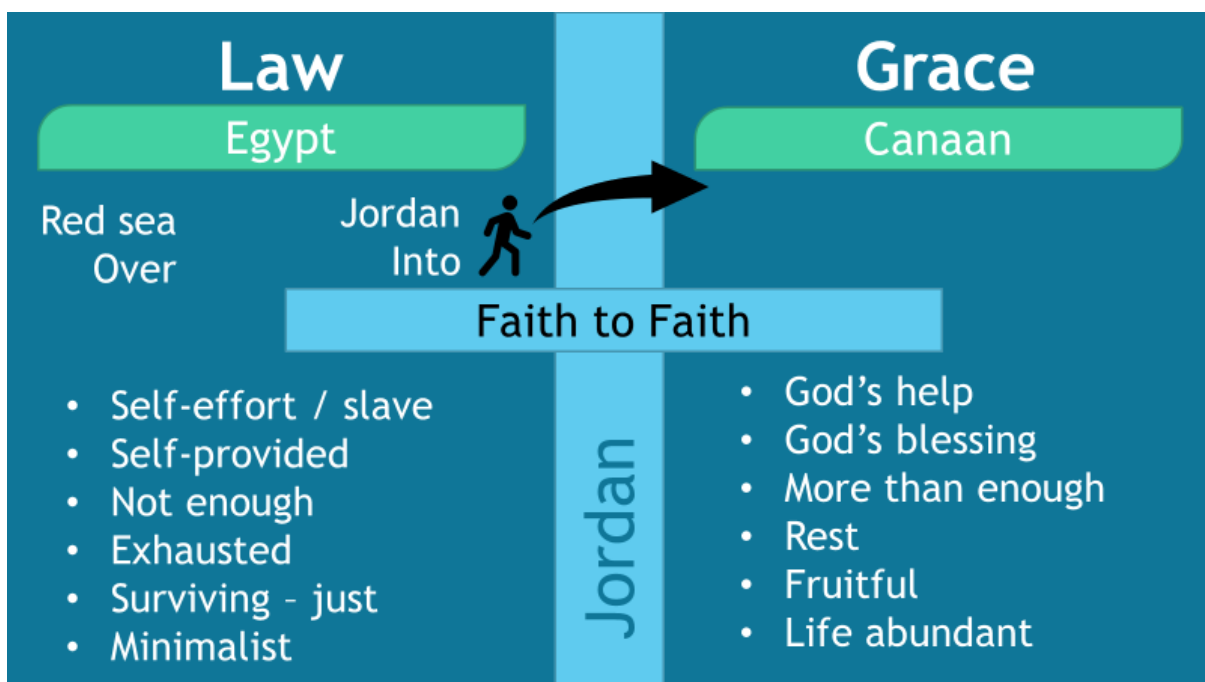 Law
Egypt
Red sea
Over
Jordan
Into
Grace
Canaan
Faith to Faith
• Self-effort / slave
• Self-provided
• Not enough
• Exhausted
• Surviving – just
• Minimalist
Jordan
• God’s help
• God’s blessing
• More than enough
• Rest
• Fruitful
• Life abundant